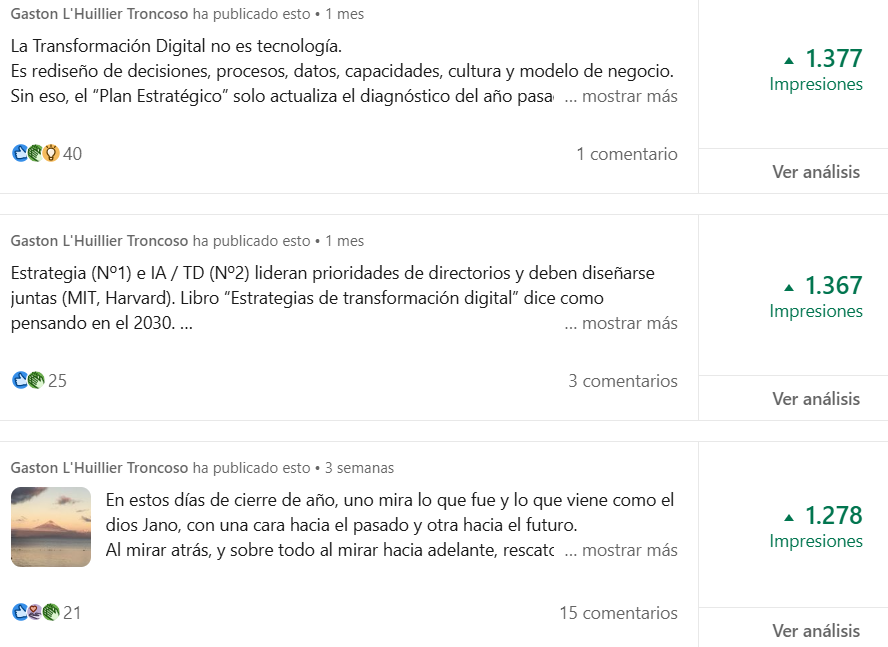 Gaston L'Huillier Troncoso ha publicado esto • 1 mes
La Transformación Digital no es tecnología.
Es rediseño de decisiones, procesos, datos, capacidades, cultura y modelo de negocio.
Sin eso, el “Plan Estratégico” solo actualiza el diagnóstico del año ... mostrar más
40
1 comentario
1.377
Impresiones
Ver análisis
Gaston L'Huillier Troncoso ha publicado esto • 1 mes
Estrategia (Nº1) e IA / TD (Nº2) lideran prioridades de directorios y deben diseñarse
juntas (MIT, Harvard). Libro “Estrategias de transformación digital” dice como
pensando en el 2030. ... ... mostrar más
25
3 comentarios
1.367
Impresiones
Ver análisis
Gaston L'Huillier Troncoso ha publicado esto • 3 semanas
En estos días de cierre de año, uno mira lo que fue y lo que viene como el
dios Jano, con una cara hacia el pasado y otra hacia el futuro.
Al mirar atrás, y sobre todo al mirar hacia adelante, ... mostrar más
21
15 comentarios
1.278
Impresiones
Ver análisis